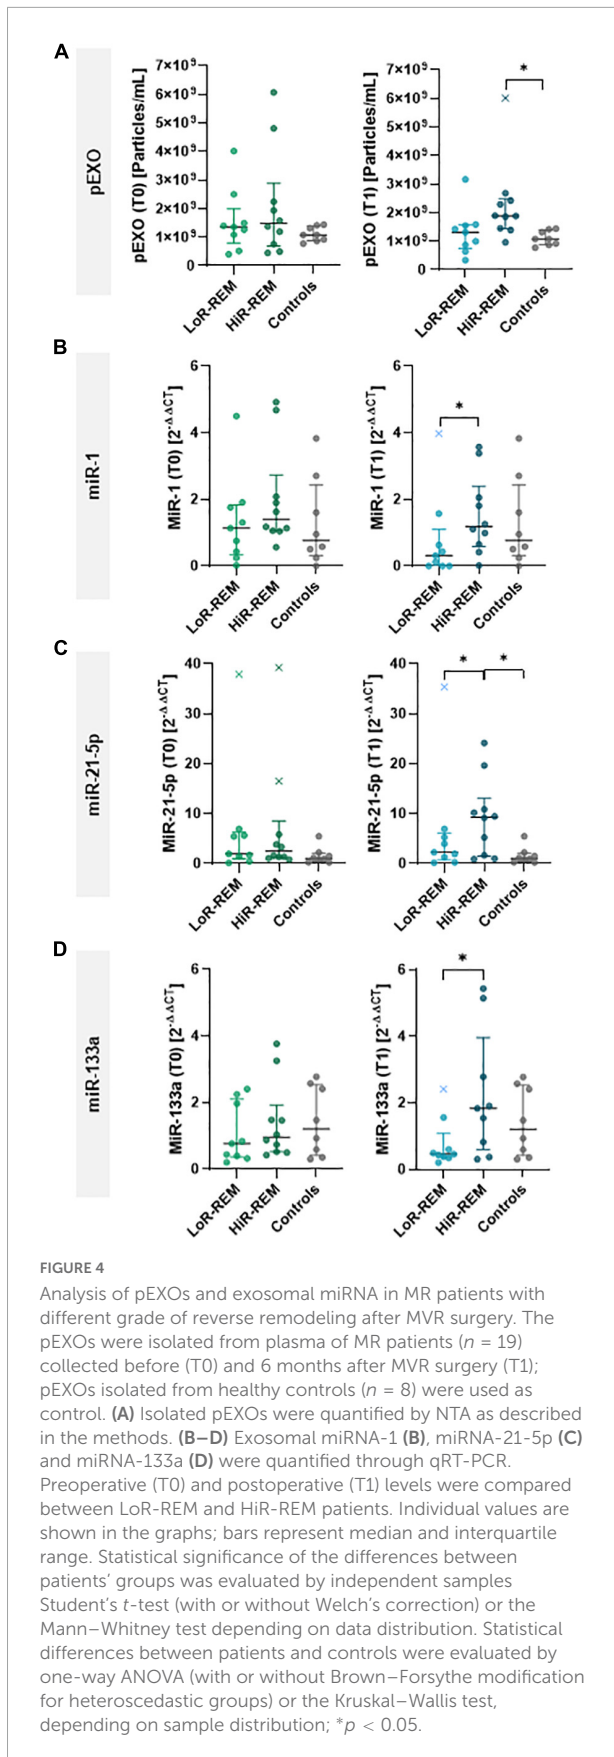 A
pEXO
pEXO (T0) [Particles/mL]
7×10⁹
6×10⁹
5×10⁹
4×10⁹
3×10⁹
2×10⁹
1×10⁹
0
LoR-REM
HiR-REM
Controls
pEXO (T1) [Particles/mL]
7×10⁹
6×10⁹
5×10⁹
4×10⁹
3×10⁹
2×10⁹
1×10⁹
0
*
LoR-REM
HiR-REM
Controls
B
miR-1
MiR-1 (T0) [2^-ΔΔCT]
6
4
2
0
LoR-REM
HiR-REM
Controls
MiR-1 (T1) [2^-ΔΔCT]
6
4
2
0
*
LoR-REM
HiR-REM
Controls
C
miR-21-5p
MiR-21-5p (T0) [2^-ΔΔCT]
40
30
20
10
0
LoR-REM
HiR-REM
Controls
MiR-21-5p (T1) [2^-ΔΔCT]
40
30
20
10
0
*
*
LoR-REM
HiR-REM
Controls
D
miR-133a
MiR-133a (T0) [2^-ΔΔCT]
6
4
2
0
LoR-REM
HiR-REM
Controls
MiR-133a (T1) [2^-ΔΔCT]
6
4
2
0
*
LoR-REM
HiR-REM
Controls
FIGURE 4
Analysis of pEXOs and exosomal miRNA in MR patients with
different grade of reverse remodeling after MVR surgery. The
pEXOs were isolated from plasma of MR patients (n = 19)
collected before (T0) and 6 months after MVR surgery (T1);
pEXOs isolated from healthy controls (n = 8) were used as
control. (A) Isolated pEXOs were quantified by NTA as described
in the methods. (B–D) Exosomal miRNA-1 (B), miRNA-21-5p (C)
and miRNA-133a (D) were quantified through qRT-PCR.
Preoperative (T0) and postoperative (T1) levels were compared
between LoR-REM and HiR-REM patients. Individual values are
shown in the graphs; bars represent median and interquartile
range. Statistical significance of the differences between
patients' groups was evaluated by independent samples
Student's t-test (with or without Welch's correction) or the
Mann–Whitney test depending on data distribution. Statistical
differences between patients and controls were evaluated by
one-way ANOVA (with or without Brown–Forsythe modification
for heteroscedastic groups) or the Kruskal–Wallis test,
depending on sample distribution; *p < 0.05.